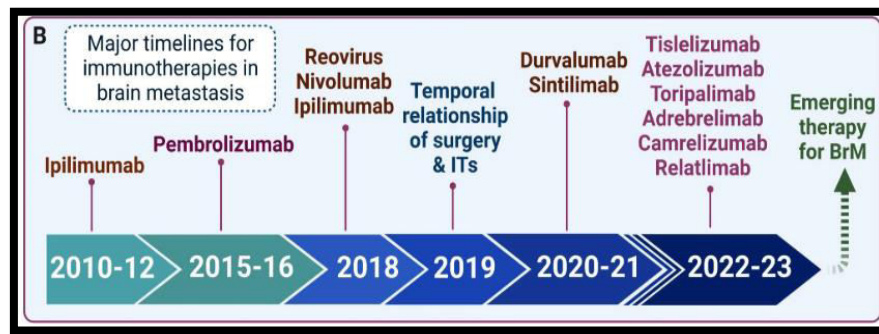 B
Major timelines for
immunotherapies in
brain metastasis
Ipilimumab
Pembrolizumab
Reovirus
Nivolumab
Ipilimumab
Temporal
relationship
of surgery
& ITs
Durvalumab
Sintilimab
Tislelizumab
Atezolizumab
Toripalimab
Adrebrelimab
Camrelizumab
Relatlimab
Emerging
therapy
for BrM
2010-12
2015-16
2018
2019
2020-21
2022-23